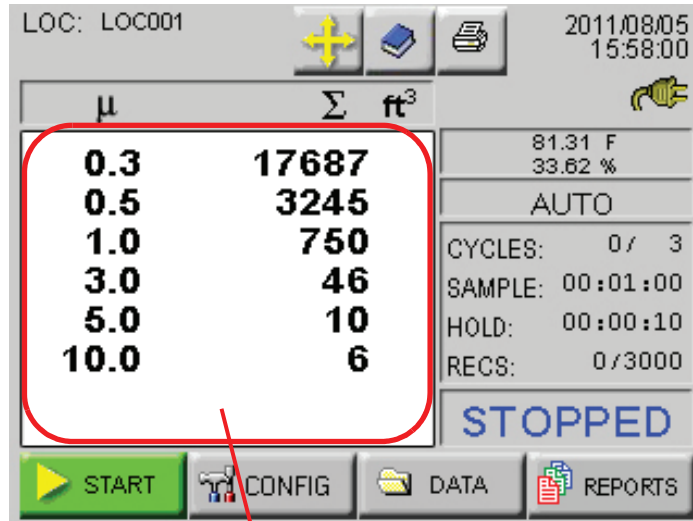 LOC: LOC001
2011/08/05
15:58:00
μ Σ ft³
0.3 17687
0.5 3245
1.0 750
3.0 46
5.0 10
10.0 6
81.31 F
33.62 %
AUTO
CYCLES: 0/ 3
SAMPLE: 00:01:00
HOLD: 00:00:10
RECS: 0/3000
STOPPED
START CONFIG DATA REPORTS